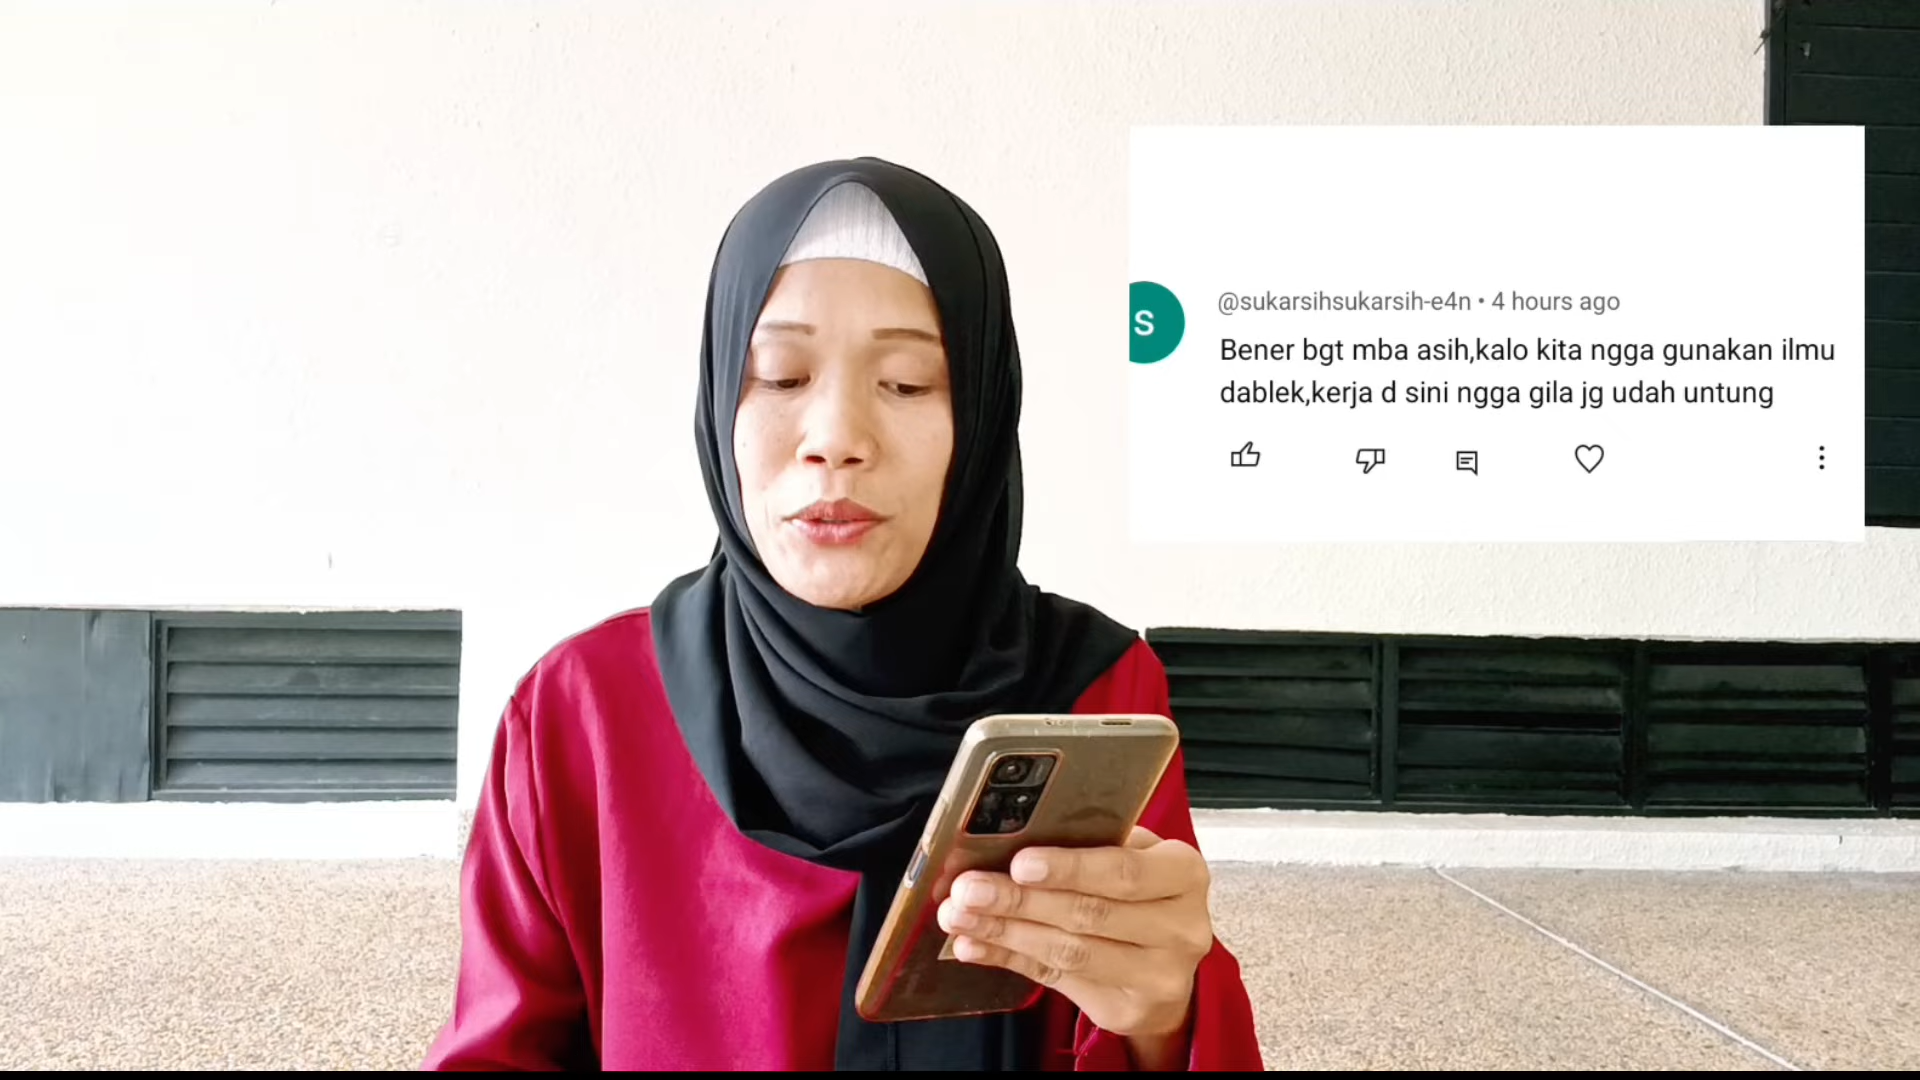 S
@sukarsihsukarsih-e4n • 4 hours ago
Bener bgt mba asih,kalo kita ngga gunakan ilmu
dablek,kerja d sini ngga gila jg udah untung